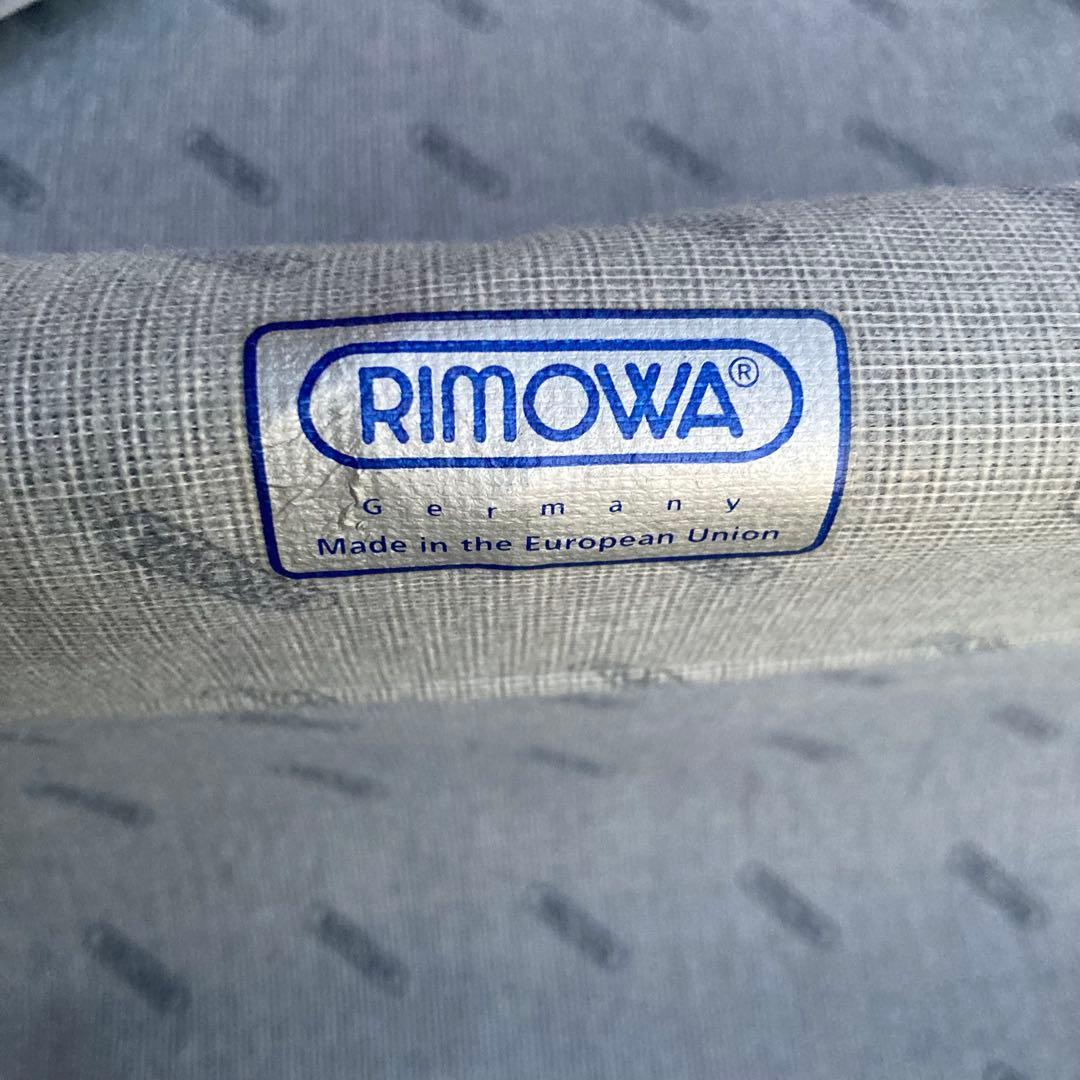 RIMOWA®
Germany
Made in the European Union